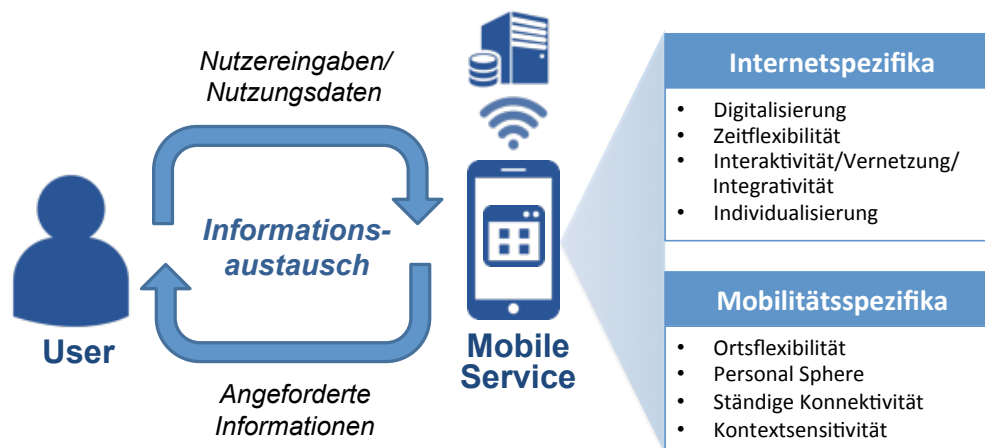 Nutzereingaben/
Nutzungsdaten
Informations-
austausch
User
Angeforderte
Informationen
Mobile
Service
Internetspezifika
• Digitalisierung
• Zeitflexibilität
• Interaktivität/Vernetzung/
Integrativität
• Individualisierung
Mobilitätsspezifika
• Ortsflexibilität
• Personal Sphere
• Ständige Konnektivität
• Kontextsensitivität